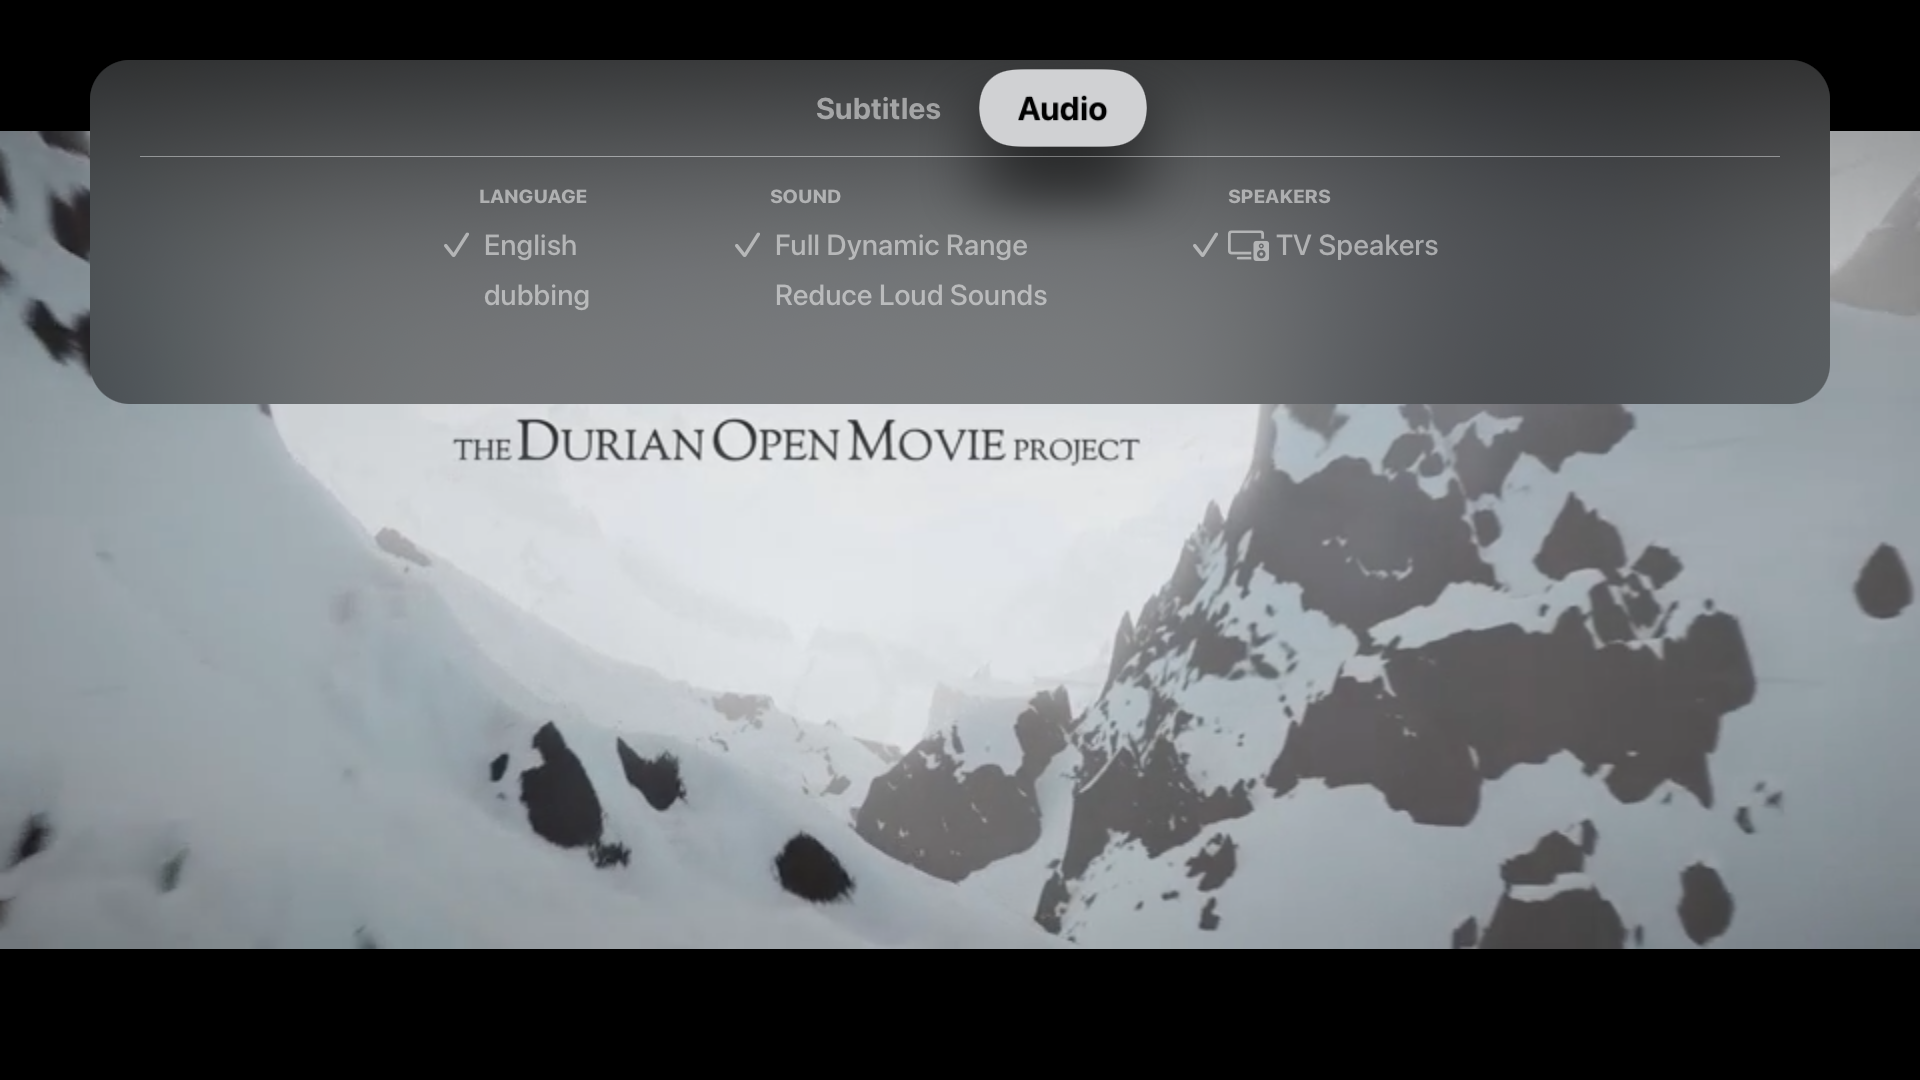 Subtitles Audio
LANGUAGE SOUND SPEAKERS
English Full Dynamic Range TV Speakers
dubbing Reduce Loud Sounds
THE DURIAN OPEN MOVIE PROJECT